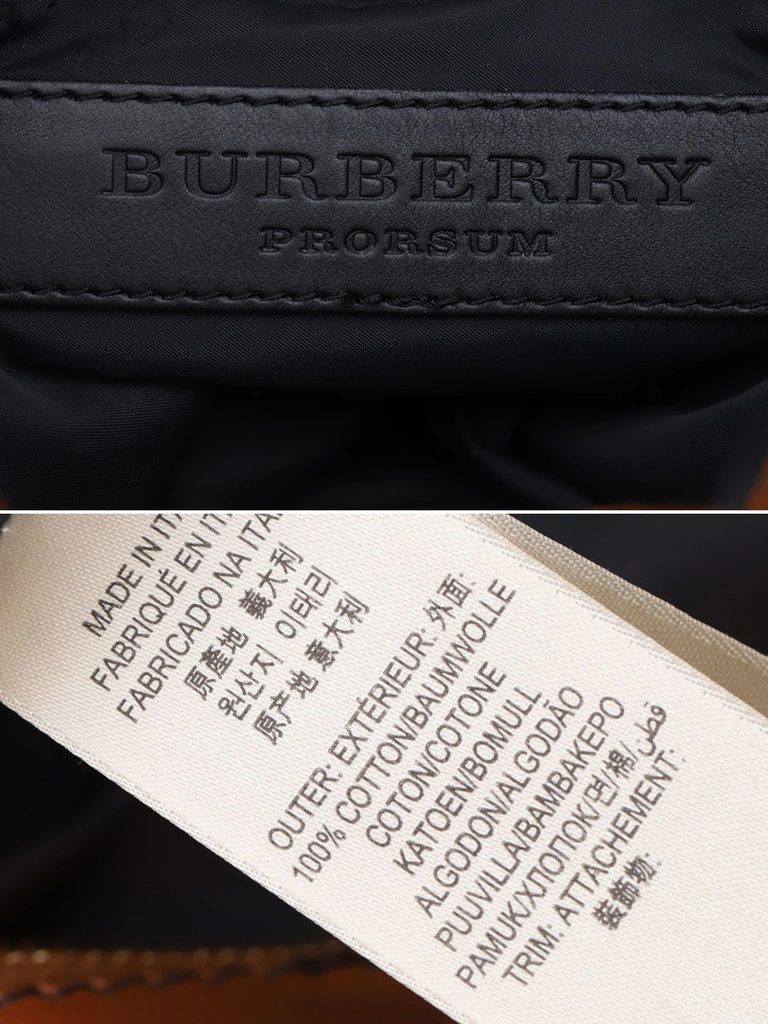 BURBERRY
PRORSUM
MADE IN ITA
FABRIQUÉ EN IT
FABRICADO NA ITA
原產地 義大利
원산지 이태리
原产地 意大利
OUTER: EXTÉRIEUR: 外面:
100% COTTON/BAUMWOLLE
COTON/COTONE
KATOEN/BOMULL
ALGODON/ALGODÃO
PUUVILLA/BAMBAKEPO
PAMUK/ХЛОПОК/면/棉/قطن
TRIM: ATTACHEMENT:
裝飾物: